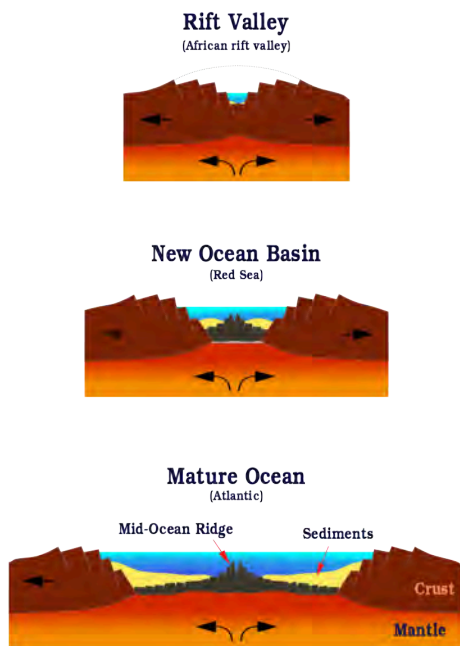 Rift Valley
(African rift valley)
New Ocean Basin
(Red Sea)
Mature Ocean
(Atlantic)
Mid-Ocean Ridge
Sediments
Crust
Mantle